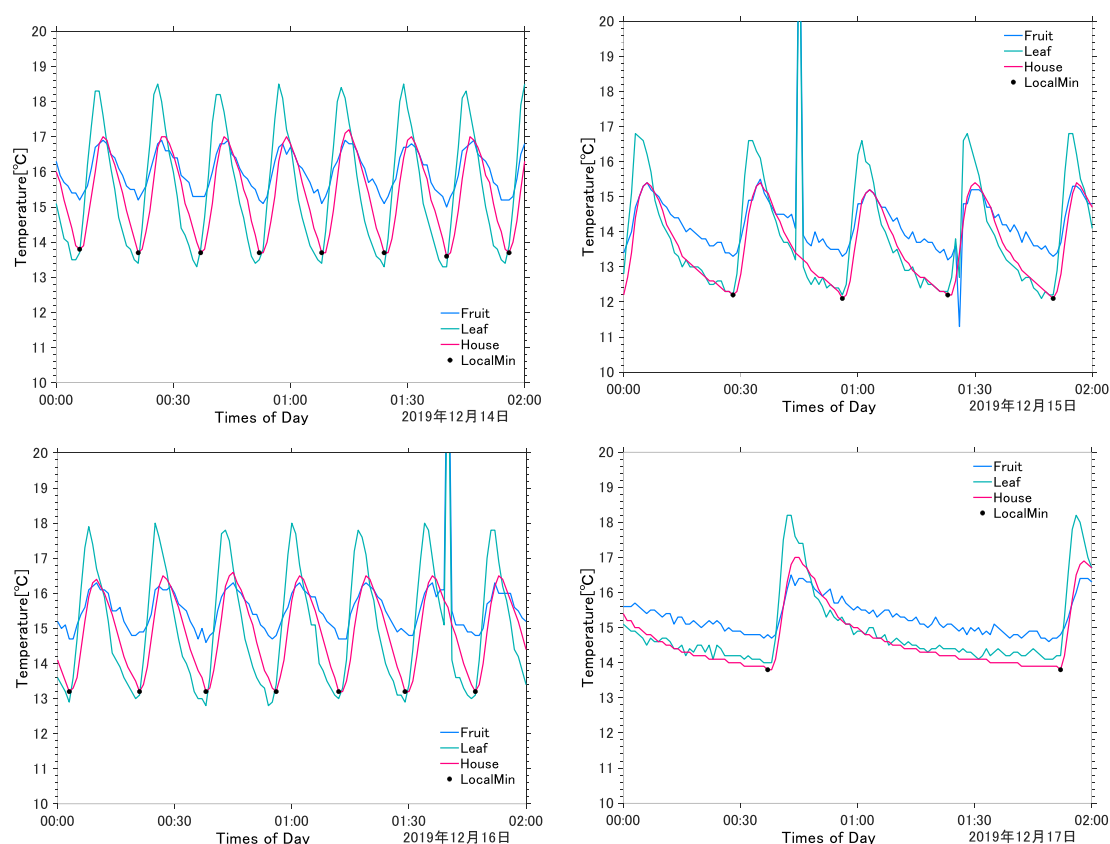 20
19
18
17
16
15
14
13
12
11
10
Temperature[℃]
Fruit
Leaf
House
LocalMin
00:00
00:30
01:00
01:30
02:00
Times of Day
2019年12月14日
20
19
18
17
16
15
14
13
12
11
10
Temperature[℃]
Fruit
Leaf
House
LocalMin
00:00
00:30
01:00
01:30
02:00
Times of Day
2019年12月15日
20
19
18
17
16
15
14
13
12
11
10
Temperature[℃]
Fruit
Leaf
House
LocalMin
00:00
00:30
01:00
01:30
02:00
Times of Day
2019年12月16日
20
19
18
17
16
15
14
13
12
11
10
Temperature[℃]
Fruit
Leaf
House
LocalMin
00:00
00:30
01:00
01:30
02:00
Times of Day
2019年12月17日